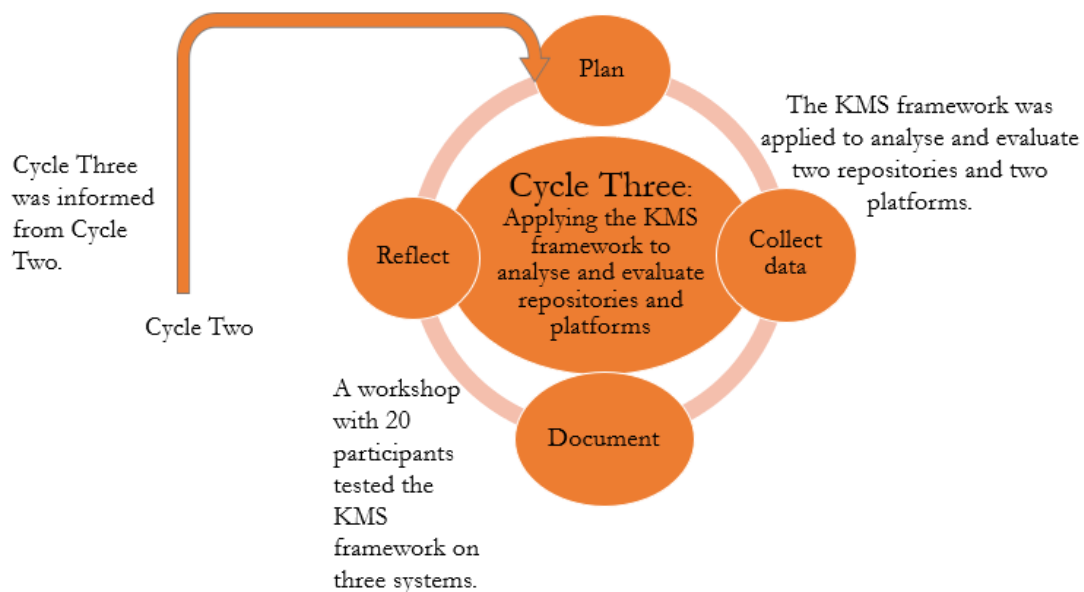 Plan
The KMS framework was
applied to analyse and evaluate
two repositories and two
platforms.
Cycle Three
was informed
from Cycle
Two.
Cycle Two
Cycle Three:
Applying the KMS
framework to
analyse and evaluate
repositories and
platforms
Reflect
Collect
data
A workshop
with 20
participants
tested the
KMS
framework on
three systems.
Document